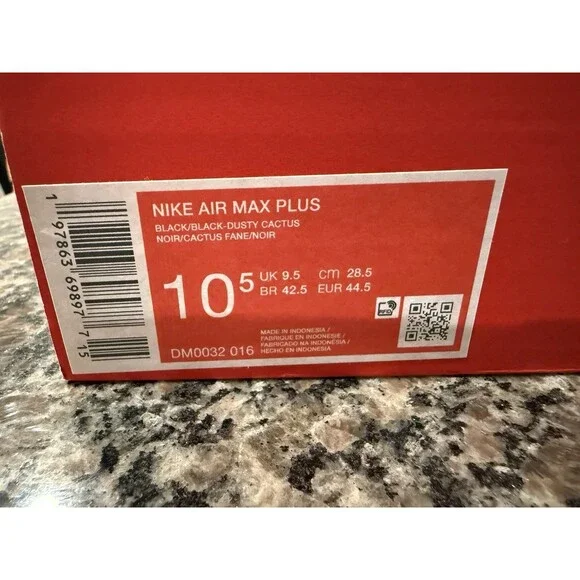 NIKE AIR MAX PLUS
BLACK/BLACK-DUSTY CACTUS
NOIR/CACTUS FANE/NOIR
10⁵
UK 9.5 CM 28.5
BR 42.5 EUR 44.5
DM0032 016
MADE IN INDONESIA/
FABRIQUE EN INDONESIE/
FABRICADO NA INDONÉSIA/
HECHO EN INDONESIA
1 97863 69897 7 15